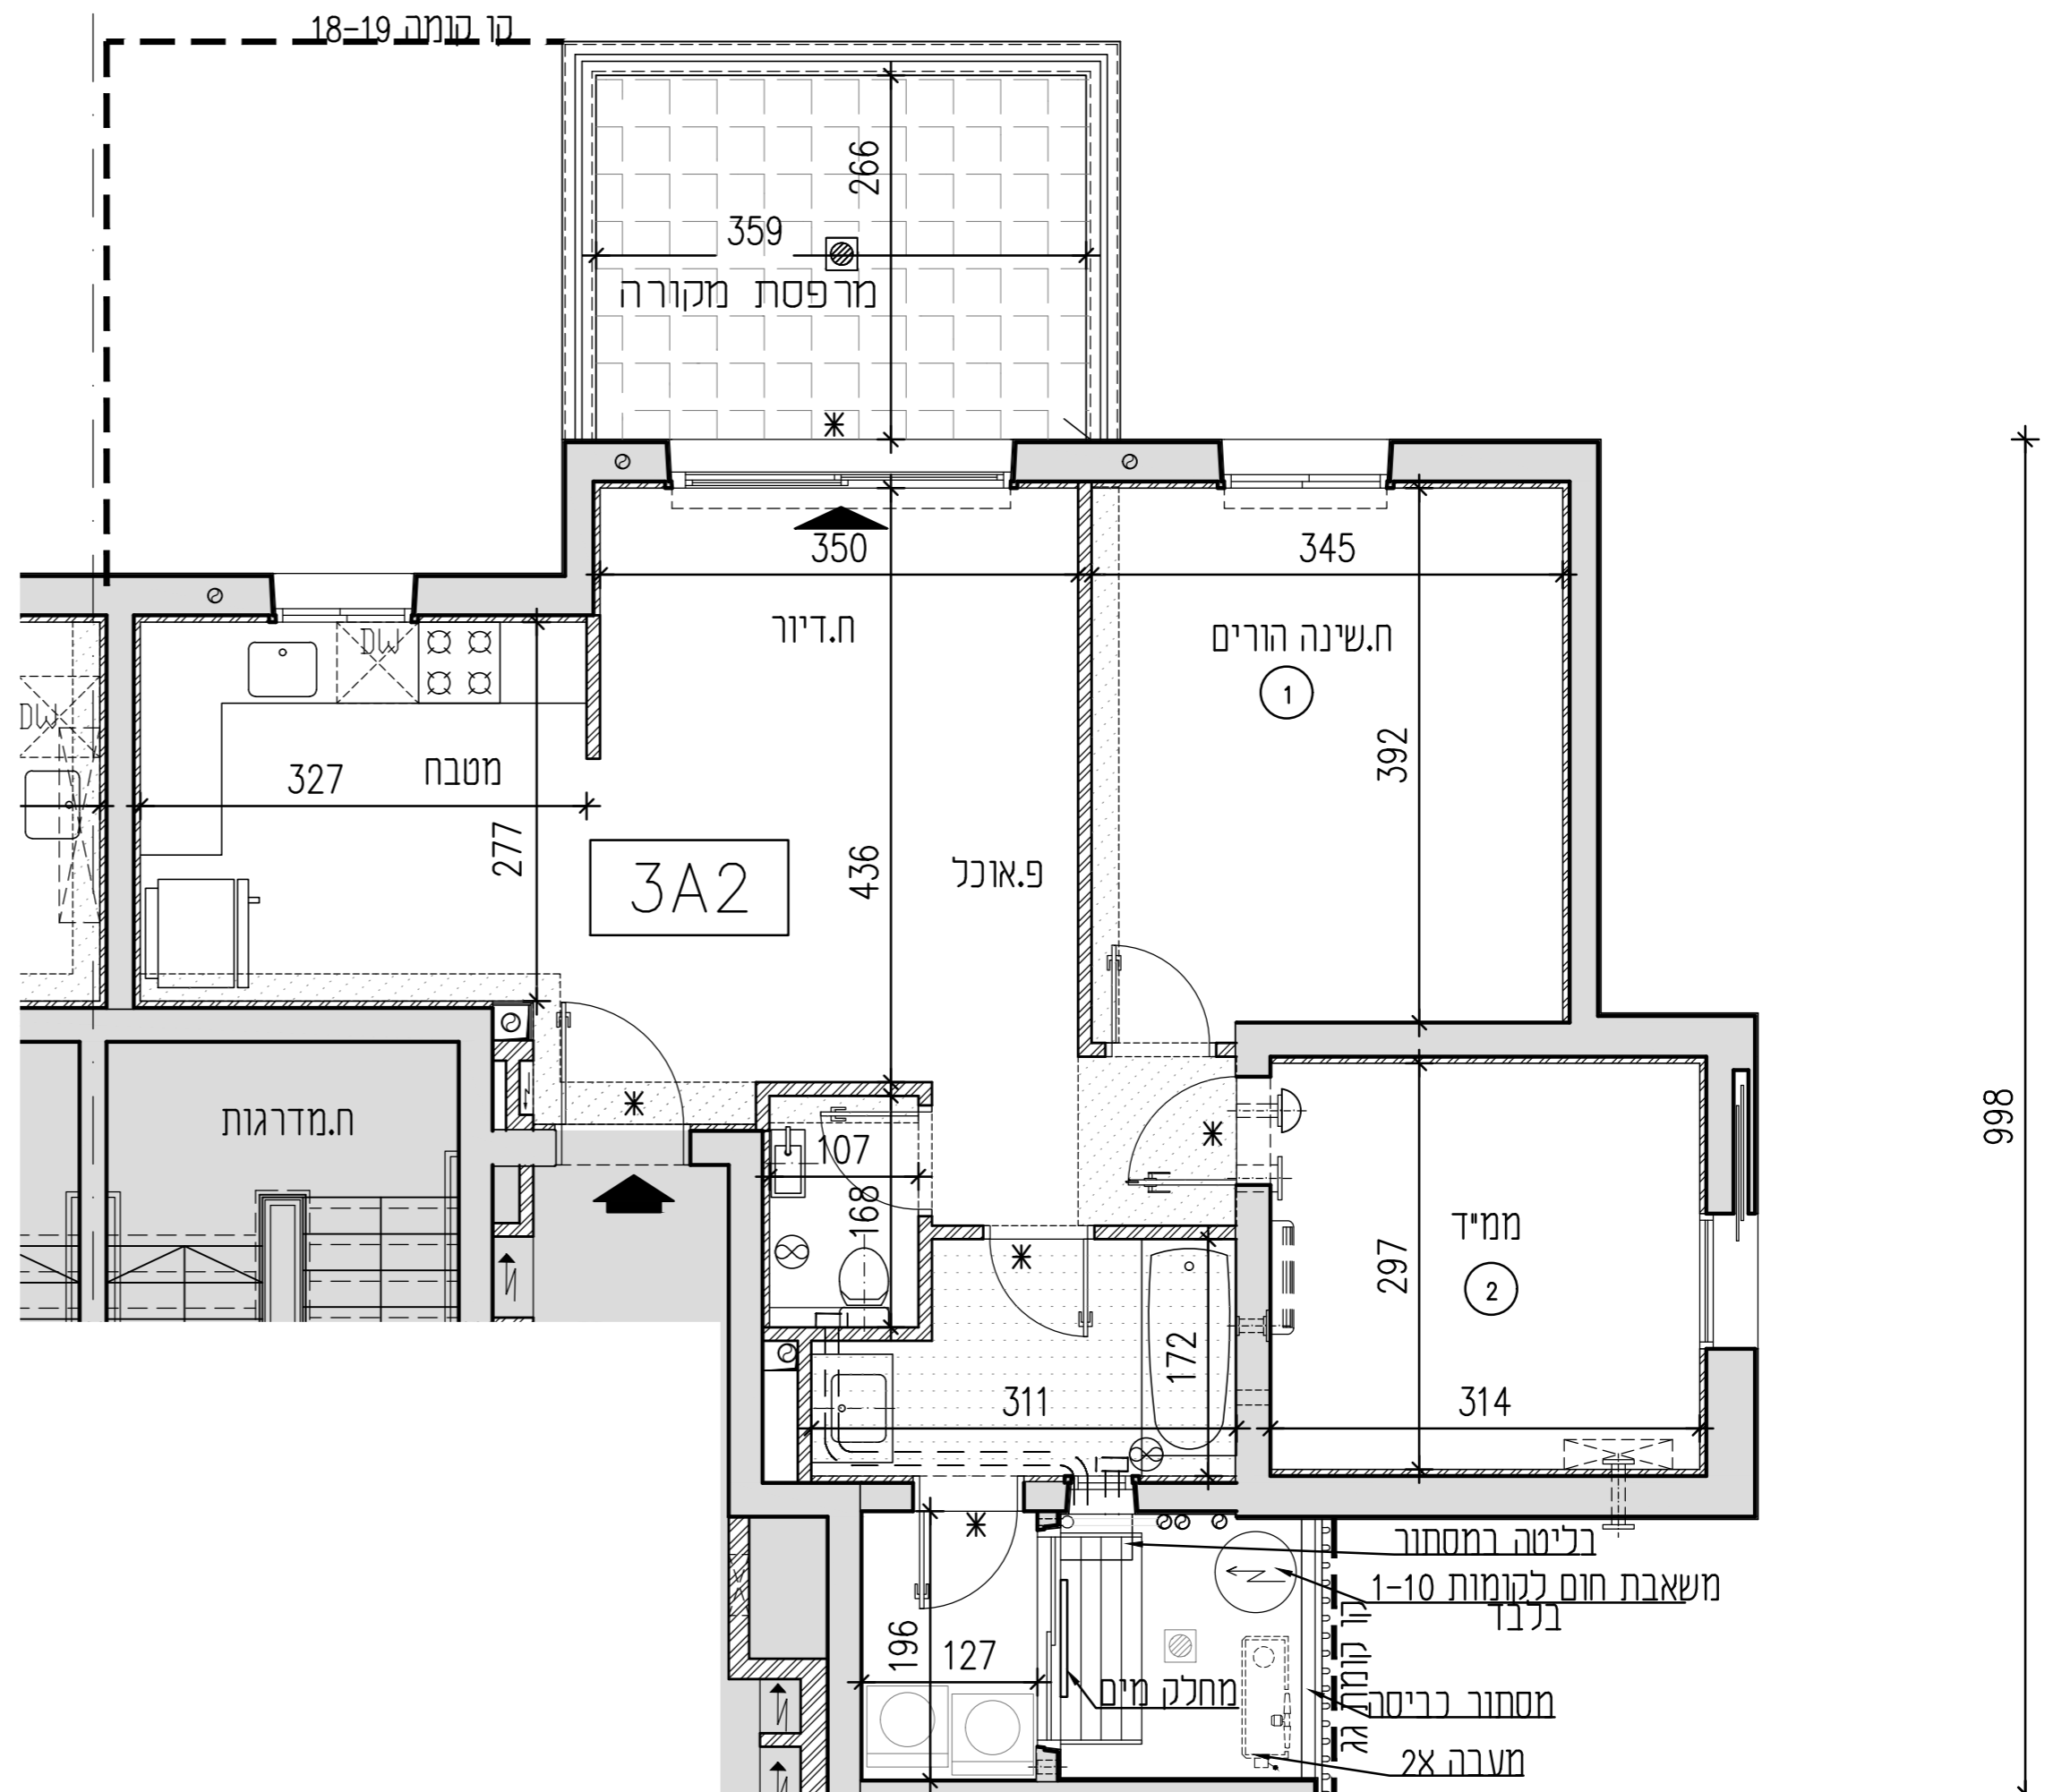 קו קומה 18-19
266
359
מרפסת מקורה
350
345
ח.דיור
ח.שינה הורים
1
DW
DW
327
מטבח
392
277
436
פ.אוכל
3A2
998
ח.מדרגות
107
168
ממ"ד
2
297
172
311
314
בליטה במסתור
משאבת חום לקומות 1-10
בלבד
קו קומת גג
196
127
מחלק מים
מסתור כביסה
מעבה 2X